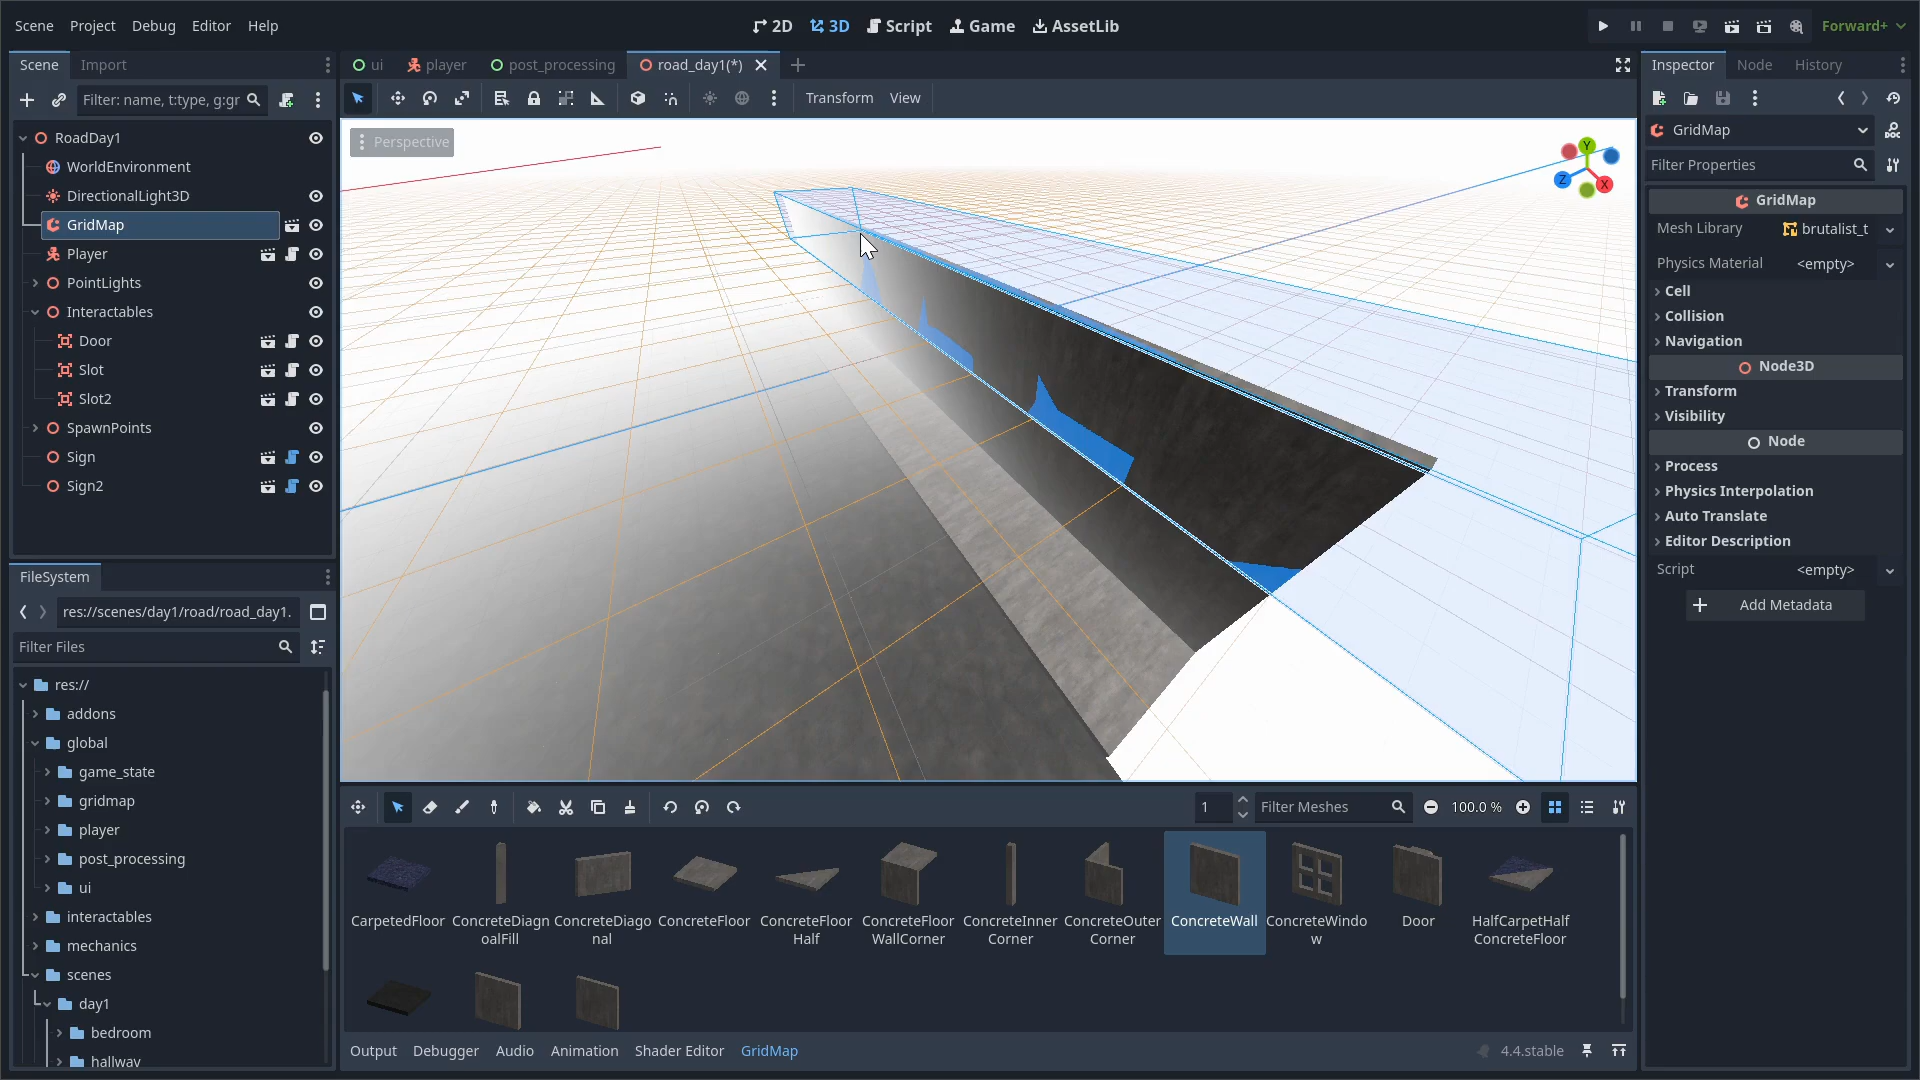 Scene Project Debug Editor Help
2D 3D Script Game AssetLib
Forward+
Scene Import
Filter: name, t:type, g:gr
RoadDay1
WorldEnvironment
DirectionalLight3D
GridMap
Player
PointLights
Interactables
Door
Slot
Slot2
SpawnPoints
Sign
Sign2
FileSystem
res://scenes/day1/road/road_day1.
Filter Files
res://
addons
global
game_state
gridmap
player
post_processing
ui
interactables
mechanics
scenes
day1
bedroom
hallway
ui player post_processing road_day1(*)
Transform View
Perspective
Y
Z
X
1 Filter Meshes 100.0 %
CarpetedFloor
ConcreteDiagn
oalFill
ConcreteDiago
nal
ConcreteFloor
ConcreteFloor
Half
ConcreteFloor
WallCorner
ConcreteInner
Corner
ConcreteOuter
Corner
ConcreteWall
ConcreteWindo
w
Door
HalfCarpetHalf
ConcreteFloor
Output Debugger Audio Animation Shader Editor GridMap
4.4.stable
Inspector Node History
GridMap
Filter Properties
GridMap
Mesh Library brutalist_t
Physics Material <empty>
Cell
Collision
Navigation
Node3D
Transform
Visibility
Node
Process
Physics Interpolation
Auto Translate
Editor Description
Script <empty>
Add Metadata